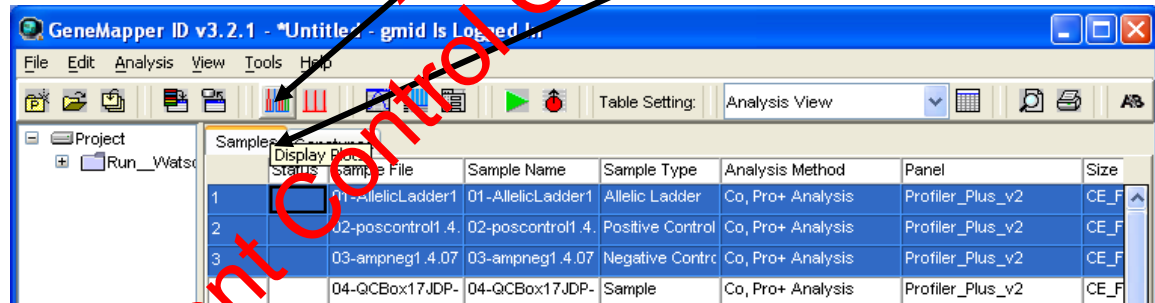 GeneMapper ID v3.2.1 - *Untitled - gmid Is Logged In
File Edit Analysis View Tools Help
Table Setting: Analysis View AB
Project
Run__Watso
Samples Genotypes
Display Plots
Status Sample File Sample Name Sample Type Analysis Method Panel Size
1 01-AllelicLadder1 01-AllelicLadder1 Allelic Ladder Co, Pro+ Analysis Profiler_Plus_v2 CE_F
2 02-poscontrol1.4. 02-poscontrol1.4. Positive Control Co, Pro+ Analysis Profiler_Plus_v2 CE_F
3 03-ampneg1.4.07 03-ampneg1.4.07 Negative Contrc Co, Pro+ Analysis Profiler_Plus_v2 CE_F
04-QCBox17JDP- 04-QCBox17JDP- Sample Co, Pro+ Analysis Profiler_Plus_v2 CE_F
Control